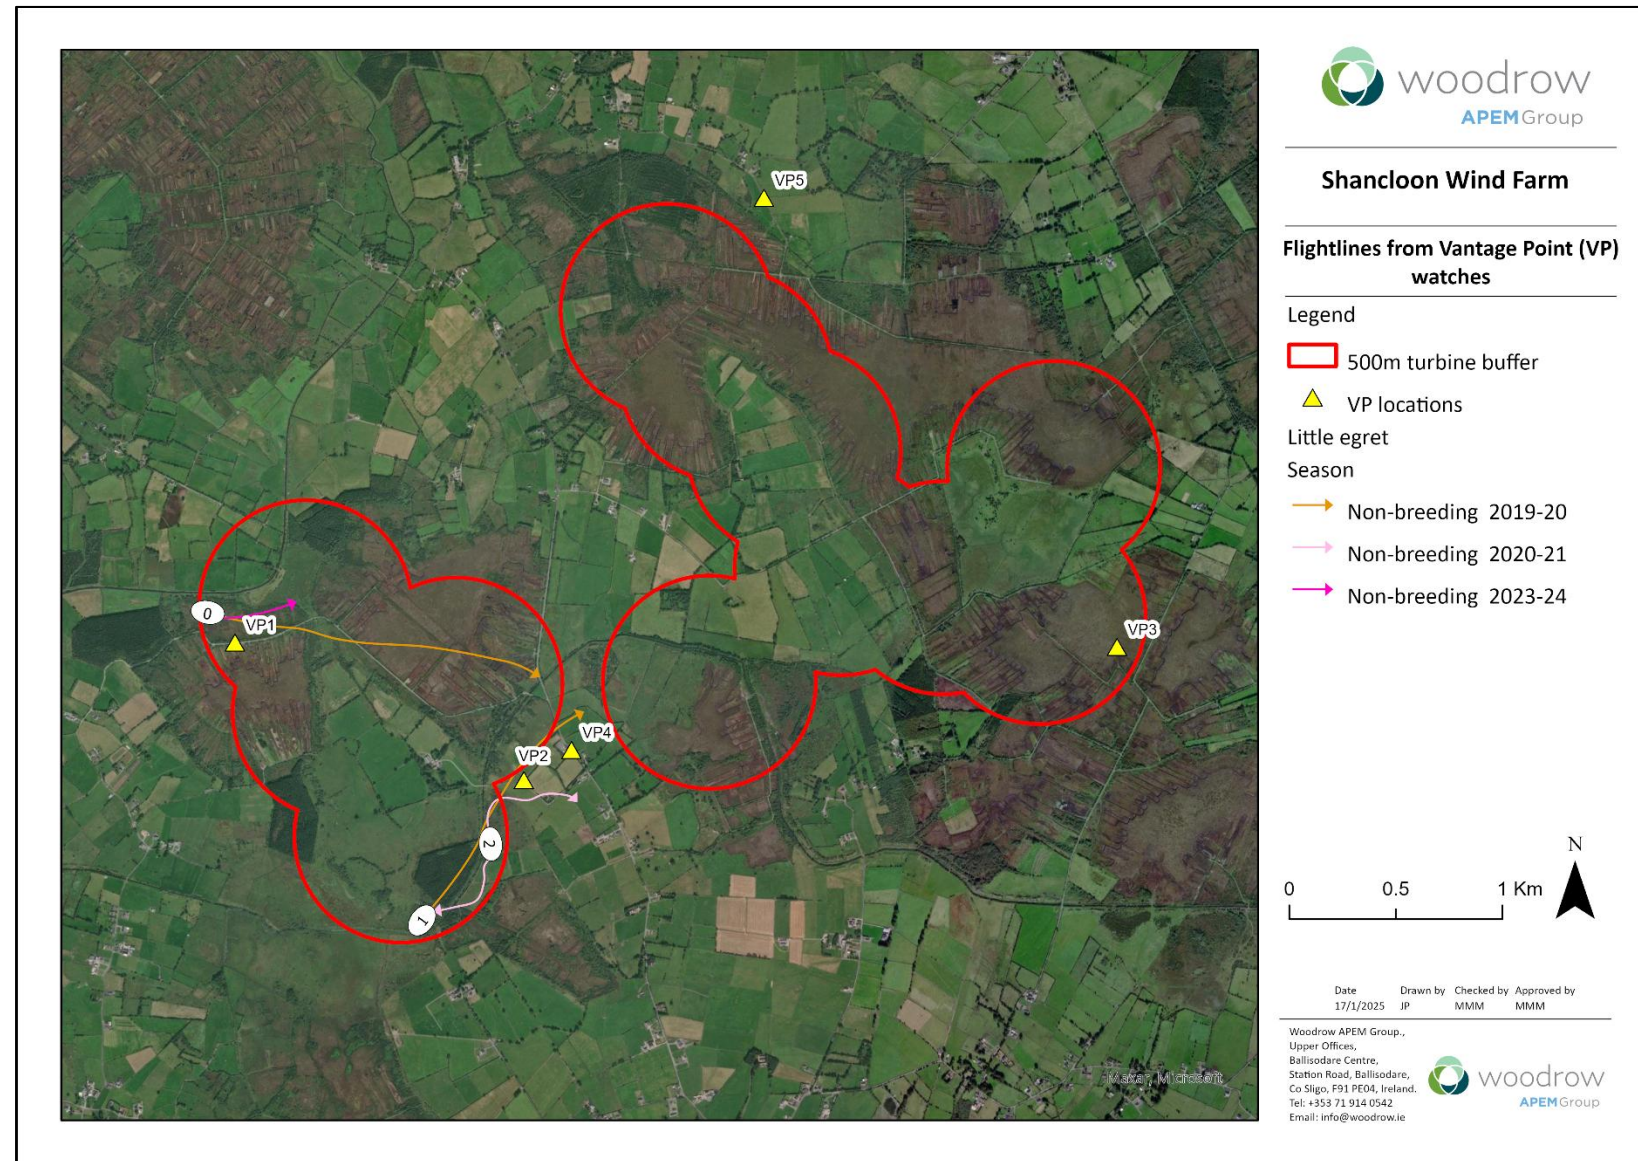 VP5
VP3
VP1
VP4
VP2
0
2
1
Maxar, Microsoft
woodrow
APEM Group
Shancloon Wind Farm
Flightlines from Vantage Point (VP)
watches
Legend
500m turbine buffer
VP locations
Little egret
Season
Non-breeding 2019-20
Non-breeding 2020-21
Non-breeding 2023-24
N
0 0.5 1 Km
Date Drawn by Checked by Approved by
17/1/2025 JP MMM MMM
Woodrow APEM Group.,
Upper Offices,
Ballisodare Centre,
Station Road, Ballisodare,
Co Sligo, F91 PE04, Ireland.
Tel: +353 71 914 0542
Email: info@woodrow.ie
woodrow
APEM Group